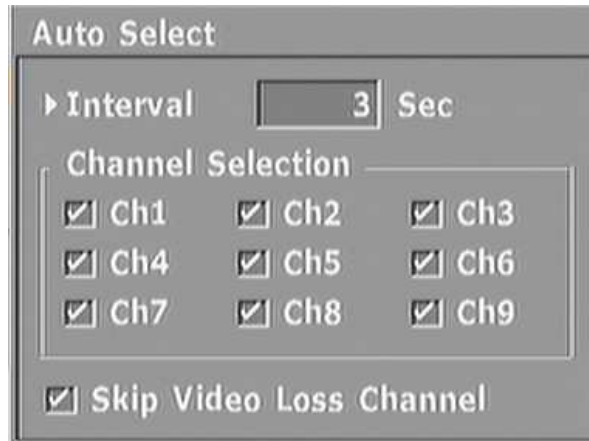 Auto Select
Interval 3 Sec
Channel Selection
Ch1 Ch2 Ch3
Ch4 Ch5 Ch6
Ch7 Ch8 Ch9
Skip Video Loss Channel